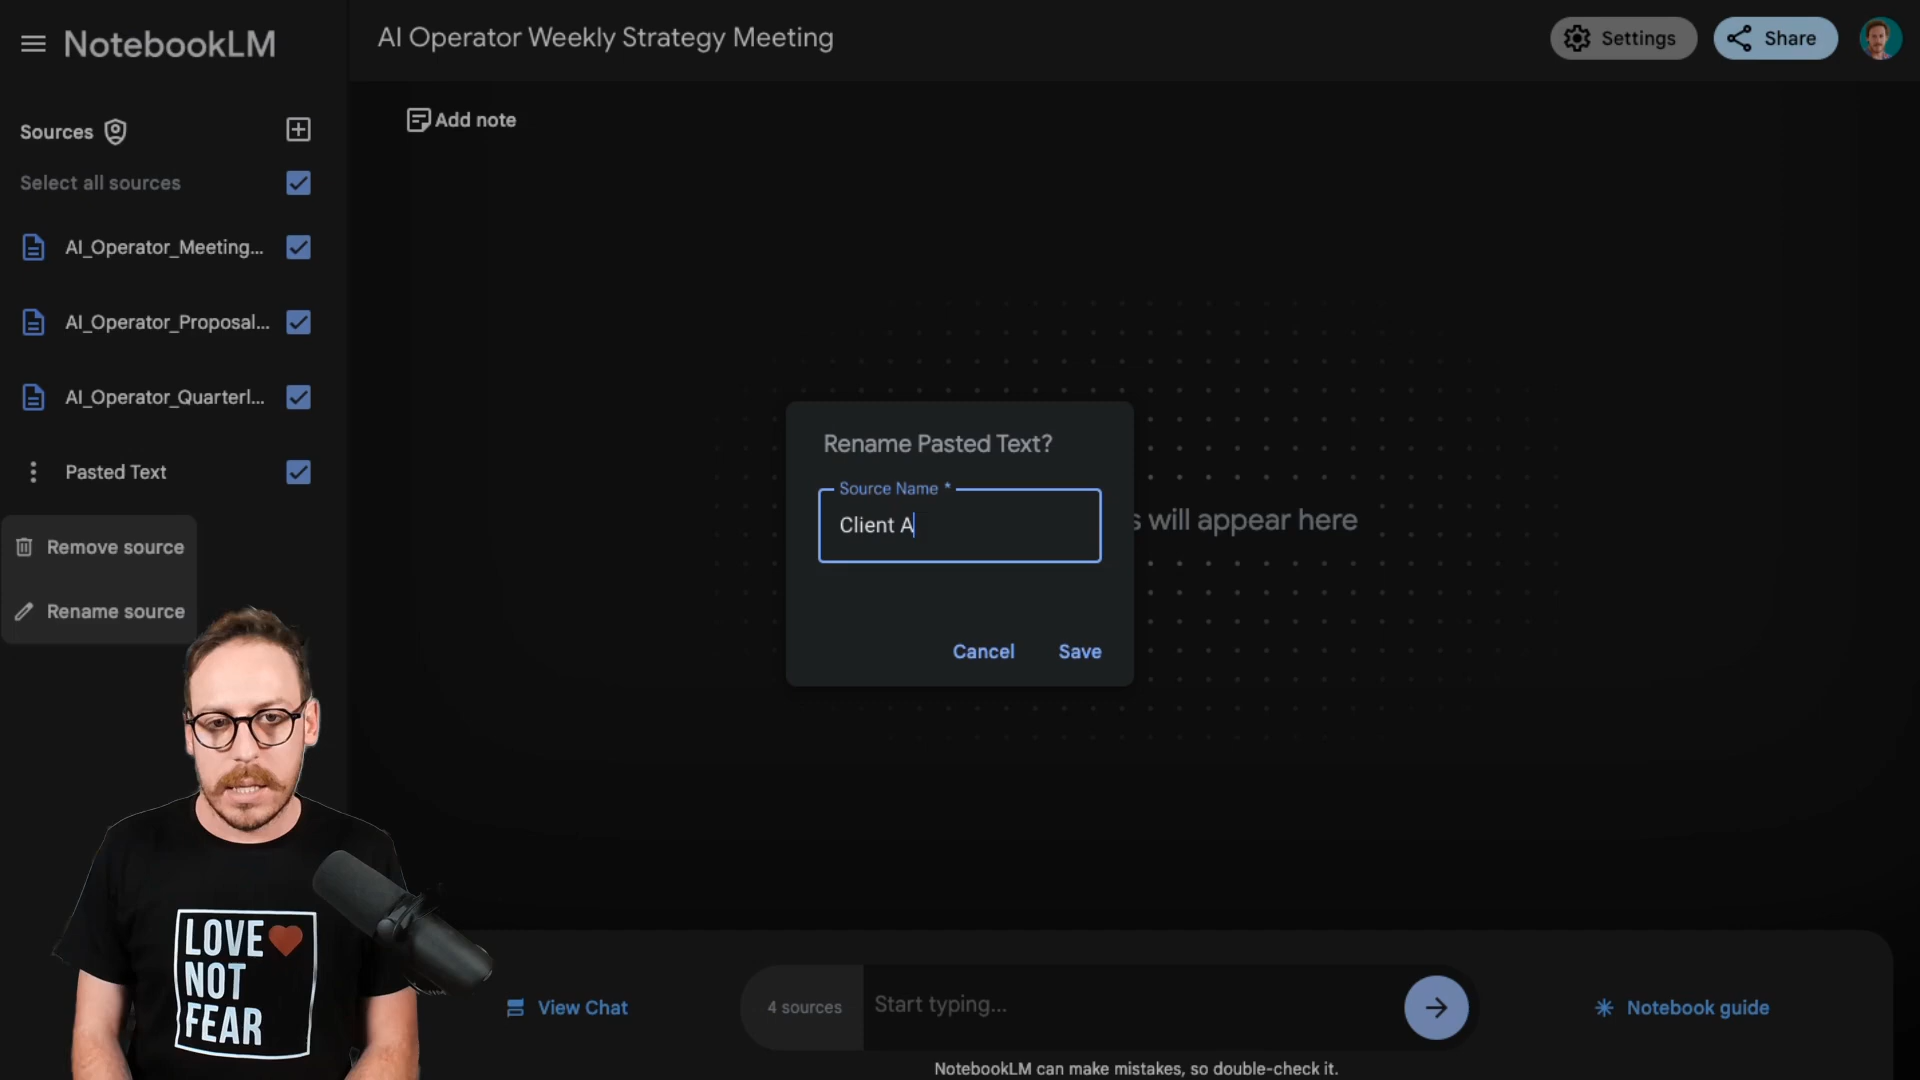 NotebookLM
AI Operator Weekly Strategy Meeting
Settings
Share
Sources
Add note
Select all sources
AI_Operator_Meeting...
AI_Operator_Proposal...
AI_Operator_Quarterl...
Pasted Text
Remove source
Rename source
Rename Pasted Text?
Source Name *
Client A
s will appear here
Cancel
Save
LOVE
NOT
FEAR
View Chat
4 sources
Start typing...
Notebook guide
NotebookLM can make mistakes, so double-check it.